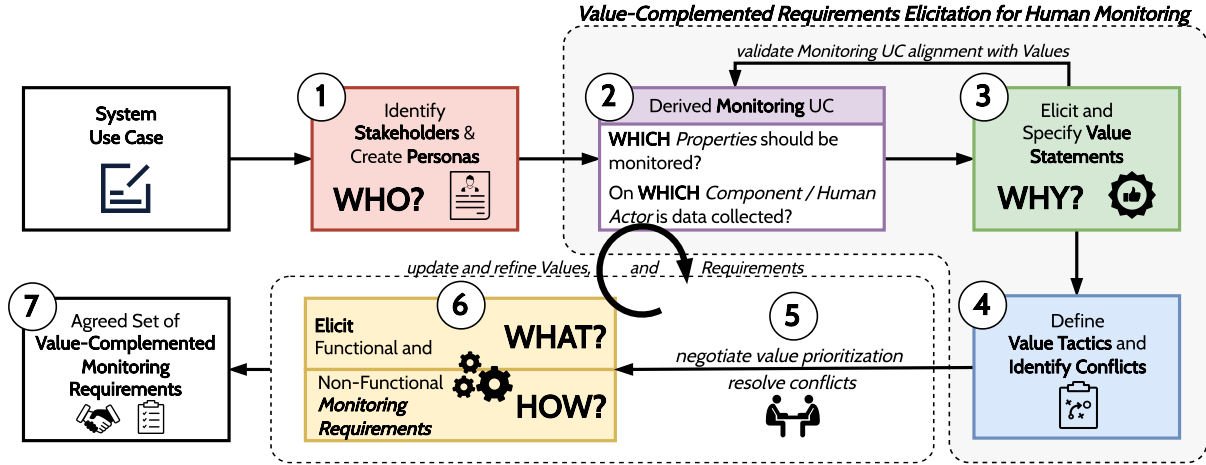 Value-Complemented Requirements Elicitation for Human Monitoring
validate Monitoring UC alignment with Values
System
Use Case
1
Identify
Stakeholders &
Create Personas
WHO?
2
Derived Monitoring UC
WHICH Properties should be
monitored?
On WHICH Component / Human
Actor is data collected?
3
Elicit and
Specify Value
Statements
WHY?
update and refine Values, and Requirements
4
Define
Value Tactics and
Identify Conflicts
5
negotiate value prioritization
resolve conflicts
6
Elicit
Functional and
WHAT?
Non-Functional
Monitoring
Requirements
HOW?
7
Agreed Set of
Value-Complemented
Monitoring
Requirements